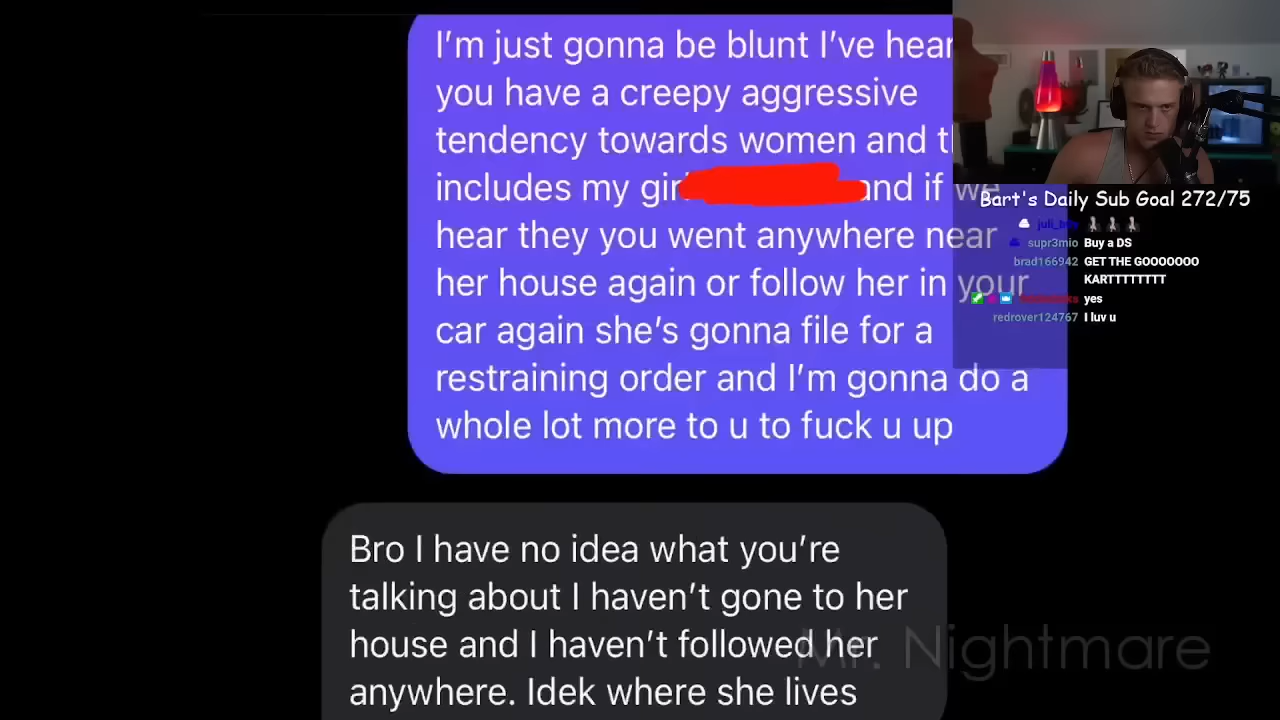 I'm just gonna be blunt I've hear
you have a creepy aggressive
tendency towards women and t
includes my girl and if we
hear they you went anywhere near
her house again or follow her in your
car again she's gonna file for a
restraining order and I'm gonna do a
whole lot more to u to fuck u up
Bro I have no idea what you're
talking about I haven't gone to her
house and I haven't followed her
anywhere. Idek where she lives
Mr. Nightmare
Bart's Daily Sub Goal 272/75
supr3mio Buy a DS
brad166942 GET THE GOOOOOOO
KARTTTTTTT
yes
redrover124767 I luv u